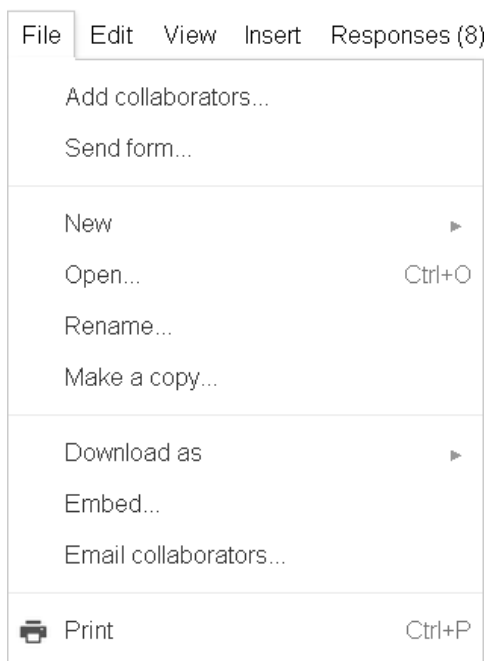 File Edit View Insert Responses (8)
Add collaborators...
Send form...
New
Open... Ctrl+O
Rename...
Make a copy...
Download as
Embed...
Email collaborators...
Print Ctrl+P